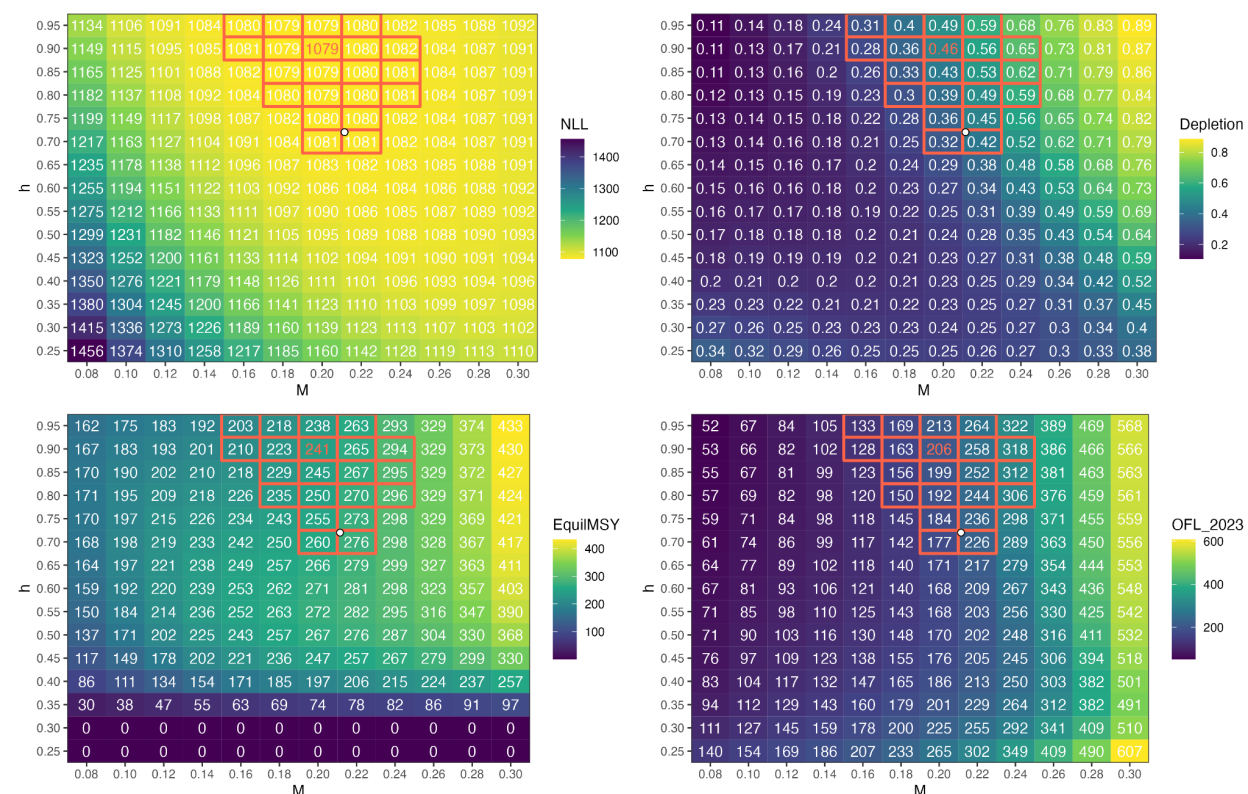 0.95 1134 1106 1091 1084 1080 1079 1079 1080 1082 1085 1088 1092
0.90 1149 1115 1095 1085 1081 1079 1079 1080 1082 1084 1087 1091
0.85 1165 1125 1101 1088 1082 1079 1079 1080 1081 1084 1087 1091
0.80 1182 1137 1108 1092 1084 1080 1079 1080 1081 1084 1087 1091
0.75 1199 1149 1117 1098 1087 1082 1080 1080 1082 1084 1087 1091
0.70 1217 1163 1127 1104 1091 1084 1081 1081 1082 1084 1087 1091
0.65 1235 1178 1138 1112 1096 1087 1083 1082 1083 1085 1087 1091
0.60 1255 1194 1151 1122 1103 1092 1086 1084 1084 1086 1088 1091
0.55 1275 1212 1166 1133 1111 1097 1090 1086 1085 1087 1089 1092
0.50 1299 1231 1182 1146 1121 1105 1095 1089 1088 1088 1090 1093
0.45 1323 1252 1200 1161 1133 1114 1102 1094 1091 1090 1091 1094
0.40 1350 1276 1221 1179 1148 1126 1111 1101 1096 1093 1094 1096
0.35 1380 1304 1245 1200 1166 1141 1123 1110 1103 1099 1097 1098
0.30 1415 1336 1273 1226 1189 1160 1139 1123 1113 1107 1103 1102
0.25 1456 1374 1310 1258 1217 1185 1160 1142 1128 1119 1113 1110
0.08 0.10 0.12 0.14 0.16 0.18 0.20 0.22 0.24 0.26 0.28 0.30
M
h
NLL
1400
1300
1200
1100
0.95 0.11 0.14 0.18 0.24 0.31 0.4 0.49 0.59 0.68 0.76 0.83 0.89
0.90 0.11 0.13 0.17 0.21 0.28 0.36 0.46 0.56 0.65 0.73 0.81 0.87
0.85 0.11 0.13 0.16 0.2 0.26 0.33 0.43 0.53 0.62 0.71 0.79 0.86
0.80 0.12 0.13 0.15 0.19 0.23 0.3 0.39 0.49 0.59 0.68 0.77 0.84
0.75 0.12 0.13 0.15 0.18 0.22 0.28 0.36 0.45 0.56 0.65 0.74 0.82
0.70 0.13 0.14 0.16 0.18 0.20 0.25 0.32 0.42 0.52 0.62 0.71 0.79
0.65 0.14 0.15 0.16 0.17 0.2 0.24 0.29 0.38 0.48 0.58 0.68 0.76
0.60 0.15 0.16 0.16 0.18 0.2 0.23 0.27 0.34 0.43 0.53 0.64 0.73
0.55 0.16 0.17 0.17 0.18 0.19 0.22 0.25 0.31 0.39 0.49 0.59 0.69
0.50 0.17 0.18 0.18 0.18 0.2 0.21 0.24 0.28 0.35 0.43 0.54 0.64
0.45 0.18 0.19 0.19 0.19 0.2 0.21 0.23 0.27 0.31 0.38 0.48 0.59
0.40 0.2 0.21 0.2 0.2 0.21 0.22 0.23 0.26 0.29 0.34 0.42 0.52
0.35 0.23 0.23 0.22 0.21 0.21 0.22 0.23 0.25 0.27 0.31 0.37 0.45
0.30 0.27 0.26 0.25 0.23 0.23 0.23 0.24 0.25 0.27 0.3 0.34 0.4
0.25 0.34 0.32 0.29 0.26 0.25 0.25 0.25 0.26 0.27 0.3 0.33 0.38
0.08 0.10 0.12 0.14 0.16 0.18 0.20 0.22 0.24 0.26 0.28 0.30
M
h
Depletion
0.8
0.6
0.4
0.2
0.95 162 175 183 192 203 218 238 263 293 329 374 433
0.90 167 183 193 201 210 223 241 265 294 329 373 430
0.85 170 190 202 210 218 229 245 267 295 329 372 427
0.80 171 195 209 218 226 235 250 270 296 329 371 424
0.75 170 197 215 226 234 243 255 273 298 329 369 421
0.70 168 198 219 233 242 250 260 276 298 328 367 417
0.65 164 197 221 238 249 257 266 279 299 327 363 411
0.60 159 192 220 239 253 262 271 281 298 323 357 403
0.55 150 184 214 236 252 263 272 282 295 316 347 390
0.50 137 171 202 225 243 257 267 276 287 304 330 368
0.45 117 149 178 202 221 236 247 257 267 279 299 330
0.40 86 111 134 154 171 185 197 206 215 224 237 257
0.35 30 38 47 55 63 69 74 78 82 86 91 97
0.30 0 0 0 0 0 0 0 0 0 0 0 0
0.25 0 0 0 0 0 0 0 0 0 0 0 0
0.08 0.10 0.12 0.14 0.16 0.18 0.20 0.22 0.24 0.26 0.28 0.30
M
h
EquilMSY
400
300
200
100
0.95 52 67 84 105 133 169 213 264 322 389 469 568
0.90 53 66 82 102 128 163 206 258 318 386 466 566
0.85 55 67 81 99 123 156 199 252 312 381 463 563
0.80 57 69 82 98 120 150 192 244 306 376 459 561
0.75 59 71 84 98 118 145 184 236 298 371 455 559
0.70 61 74 86 99 117 142 177 226 289 363 450 556
0.65 64 77 89 102 118 140 171 217 279 354 444 553
0.60 67 81 93 106 121 140 168 209 267 343 436 548
0.55 71 85 98 110 125 143 168 203 256 330 425 542
0.50 71 90 103 116 130 148 170 202 248 316 411 532
0.45 76 97 109 123 138 155 176 205 245 306 394 518
0.40 83 104 117 132 147 165 186 213 250 303 382 501
0.35 94 112 129 143 160 179 201 229 264 312 382 491
0.30 111 127 145 159 178 200 225 255 292 341 409 510
0.25 140 154 169 186 207 233 265 302 349 409 490 607
0.08 0.10 0.12 0.14 0.16 0.18 0.20 0.22 0.24 0.26 0.28 0.30
M
h
OFL_2023
600
400
200